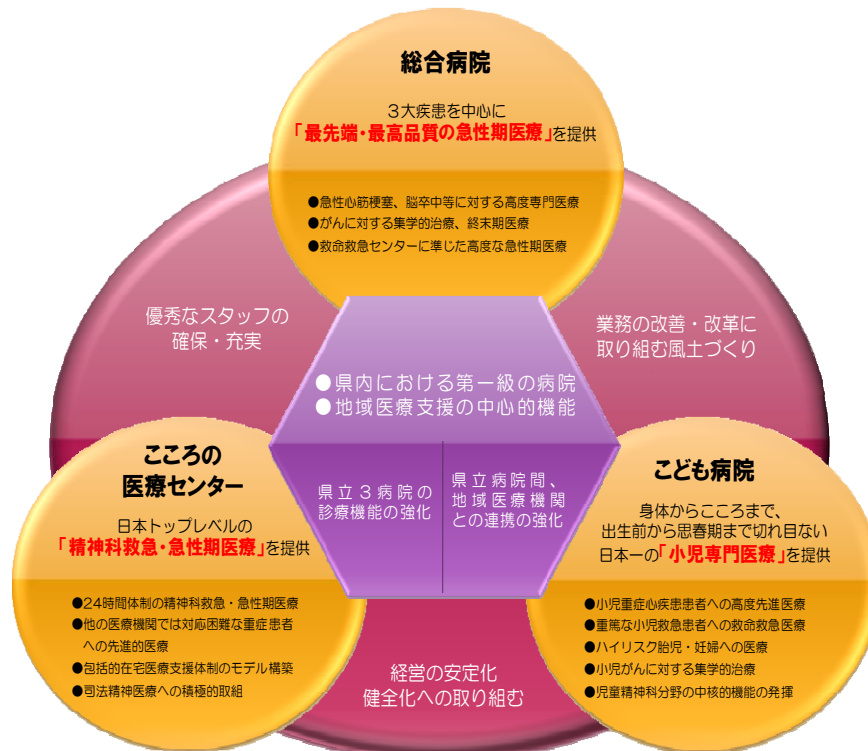 総合病院
3大疾患を中心に
「最先端・最高品質の急性期医療」を提供
●急性心筋梗塞、脳卒中等に対する高度専門医療
●がんに対する集学的治療、終末期医療
●救命救急センターに準じた高度な急性期医療
優秀なスタッフの
確保・充実
業務の改善・改革に
取り組む風土づくり
●県内における第一級の病院
●地域医療支援の中心的機能
県立3病院の
診療機能の強化
県立病院間、
地域医療機関
との連携の強化
こころの
医療センター
日本トップレベルの
「精神科救急・急性期医療」を提供
●24時間体制の精神科救急・急性期医療
●他の医療機関では対応困難な重症患者
への先進的医療
●包括的在宅医療支援体制のモデル構築
●司法精神医療への積極的取組
こども病院
身体からこころまで、
出生前から思春期まで切れ目ない
日本一の「小児専門医療」を提供
●小児重症心疾患患者への高度先進医療
●重篤な小児救急患者への救命救急医療
●ハイリスク胎児・妊婦への医療
●小児がんに対する集学的治療
●児童精神科分野の中核的機能の発揮
経営の安定化
健全化への取り組む